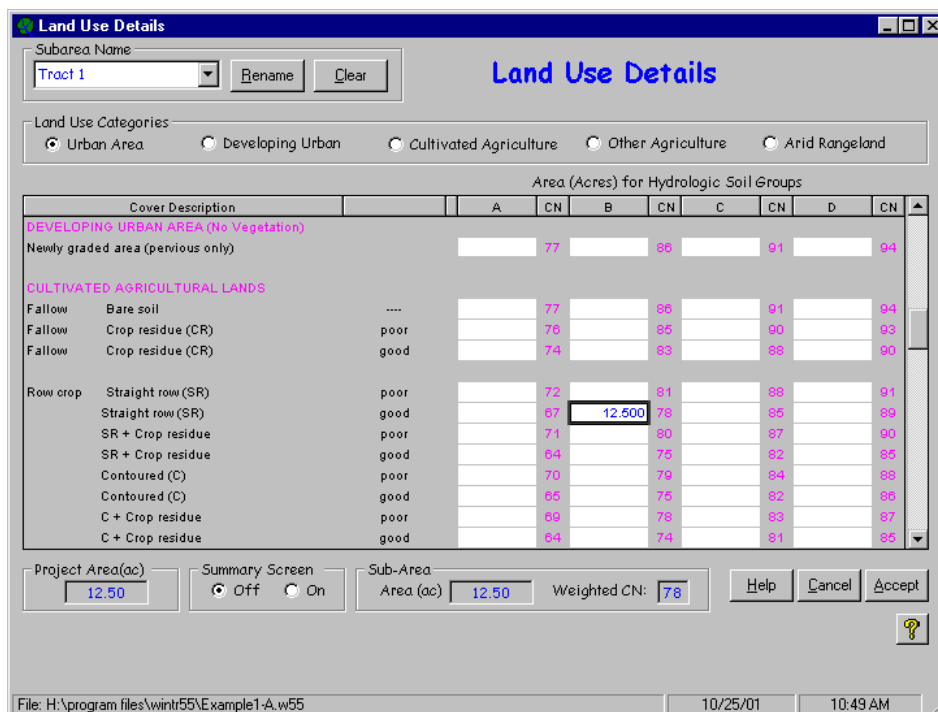 Land Use Details
Subarea Name
Tract 1 Rename Clear
Land Use Details
Land Use Categories
Urban Area Developing Urban Cultivated Agriculture Other Agriculture Arid Rangeland
Area (Acres) for Hydrologic Soil Groups
Cover Description A CN B CN C CN D CN
DEVELOPING URBAN AREA (No Vegetation)
Newly graded area (pervious only) 77 86 91 94
CULTIVATED AGRICULTURAL LANDS
Fallow Bare soil ---- 77 86 91 94
Fallow Crop residue (CR) poor 76 85 90 93
Fallow Crop residue (CR) good 74 83 88 90
Row crop Straight row (SR) poor 72 81 88 91
Straight row (SR) good 67 12.500 78 85 89
SR + Crop residue poor 71 80 87 90
SR + Crop residue good 64 75 82 85
Contoured (C) poor 70 79 84 88
Contoured (C) good 65 75 82 86
C + Crop residue poor 69 78 83 87
C + Crop residue good 64 74 81 85
Project Area(ac) Summary Screen Sub-Area
12.50 Off On Area (ac) 12.50 Weighted CN: 78 Help Cancel Accept
?
File: H:\program files\wintr55\Example1-A.w55 10/25/01 10:49 AM